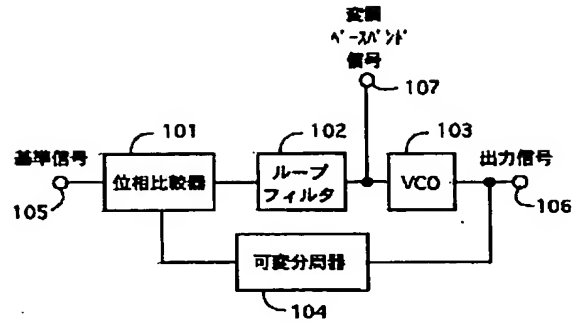 変調
ベースバンド
信号
107
101
102
103
基準信号
位相比較器
ループ
フィルタ
VCO
出力信号
105
106
可変分周器
104